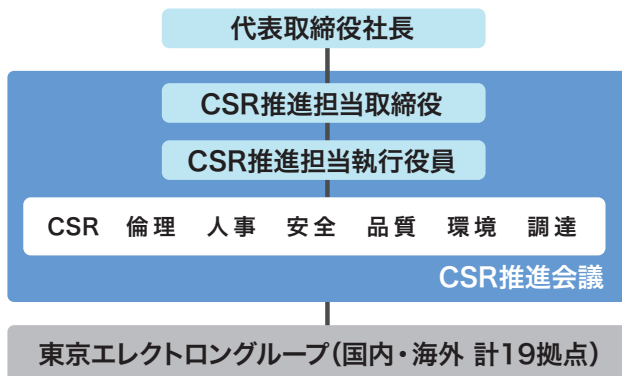 代表取締役社長
CSR推進担当取締役
CSR推進担当執行役員
CSR 倫理 人事 安全 品質 環境 調達
CSR推進会議
東京エレクトロングループ(国内・海外 計19拠点)